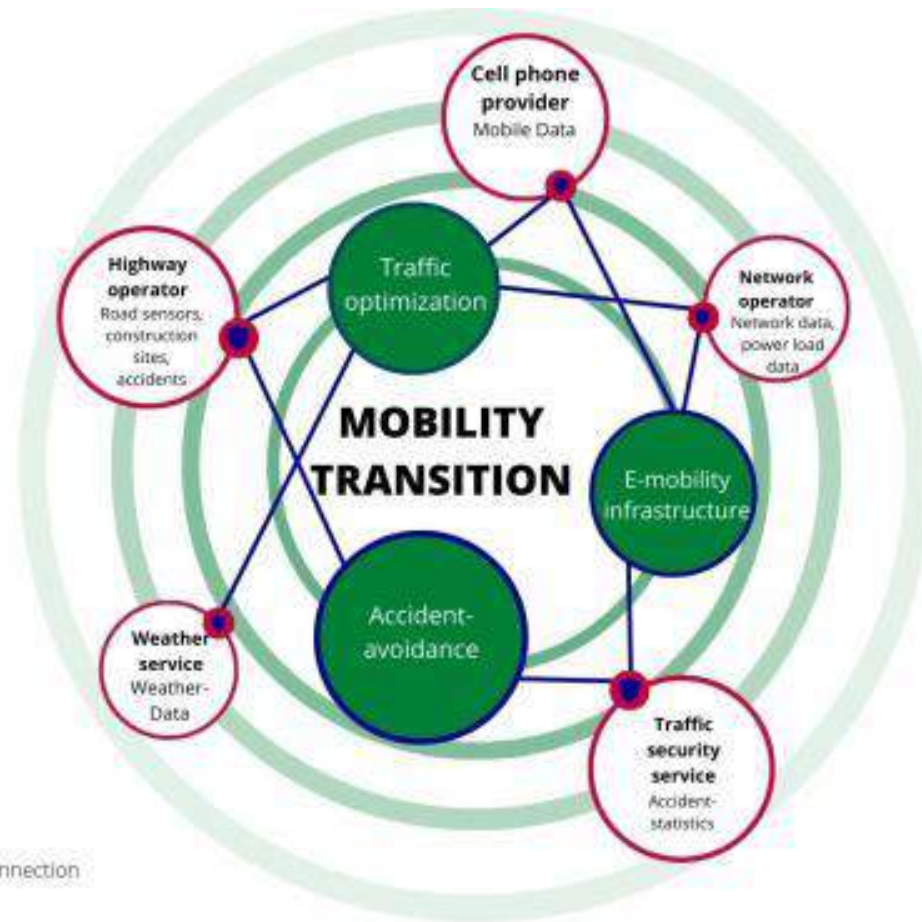 Cell phone
provider
Mobile Data
Highway
operator
Road sensors,
construction
sites,
accidents
Traffic
optimization
Network
operator
Network data,
power load
data
MOBILITY
TRANSITION
E-mobility
infrastructure
Accident-
avoidance
Weather
service
Weather-
Data
Traffic
security
service
Accident-
statistics
nnection